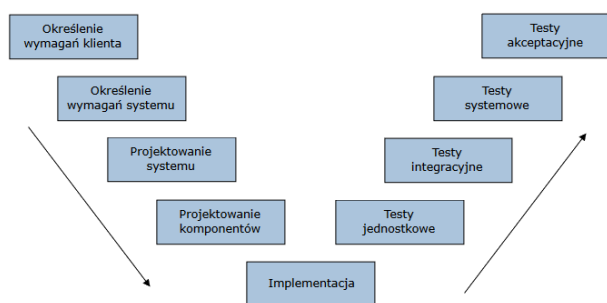 Określenie
wymagań klienta
Testy
akceptacyjne
Określenie
wymagań systemu
Testy
systemowe
Projektowanie
systemu
Testy
integracyjne
Projektowanie
komponentów
Testy
jednostkowe
Implementacja